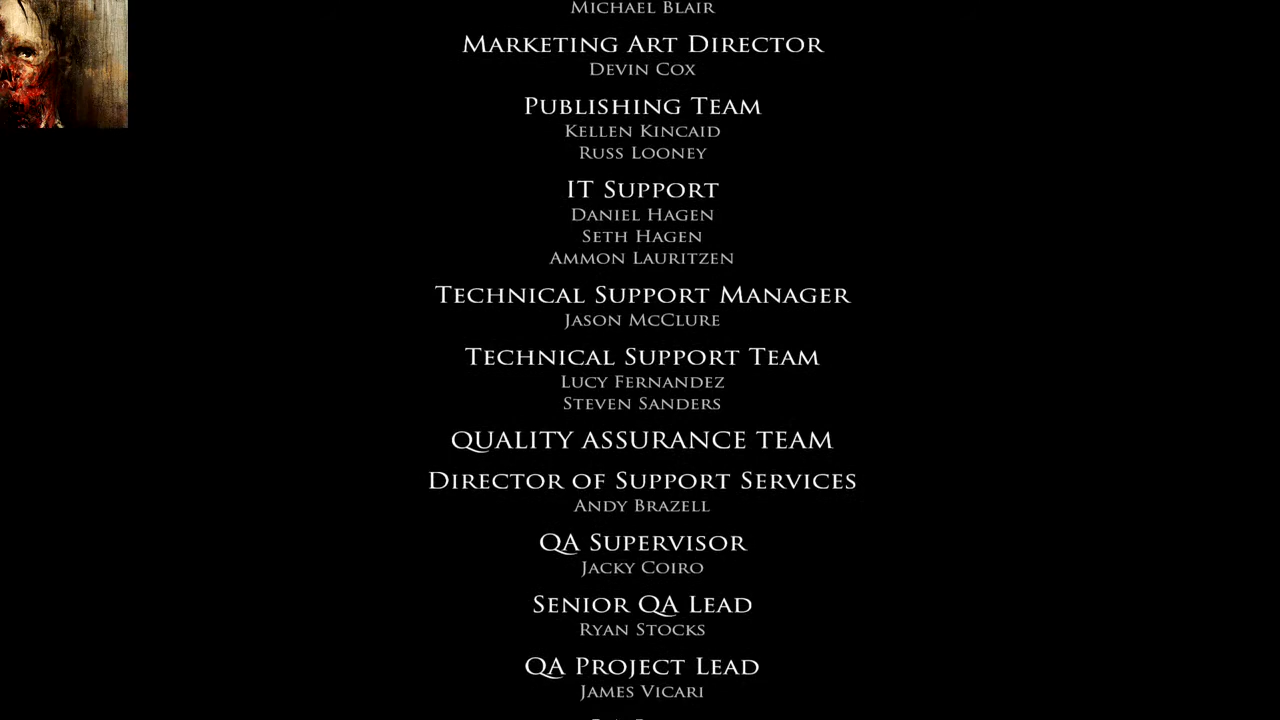 Michael Blair
Marketing Art Director
Devin Cox
Publishing Team
Kellen Kincaid
Russ Looney
IT Support
Daniel Hagen
Seth Hagen
Ammon Lauritzen
Technical Support Manager
Jason McClure
Technical Support Team
Lucy Fernandez
Steven Sanders
QUALITY ASSURANCE TEAM
Director of Support Services
Andy Brazell
QA Supervisor
Jacky Coiro
Senior QA Lead
Ryan Stocks
QA Project Lead
James Vicari